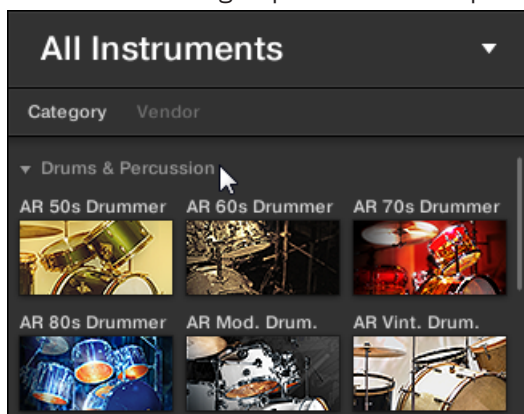 All Instruments
Category Vendor
Drums & Percussion
AR 50s Drummer AR 60s Drummer AR 70s Drummer
AR 80s Drummer AR Mod. Drum. AR Vint. Drum.